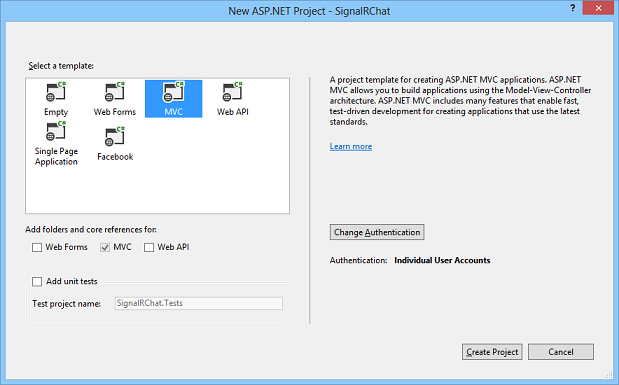 New ASP.NET Project - SignalRChat
?
Select a template:
Empty
Web Forms
MVC
Web API
Single Page
Application
Facebook
A project template for creating ASP.NET MVC applications. ASP.NET
MVC allows you to build applications using the Model-View-Controller
architecture. ASP.NET MVC includes many features that enable fast,
test-driven development for creating applications that use the latest
standards.
Learn more
Add folders and core references for:
Web Forms MVC Web API
Change Authentication
Authentication: Individual User Accounts
Add unit tests
Test project name: SignalRChat.Tests
Create Project Cancel